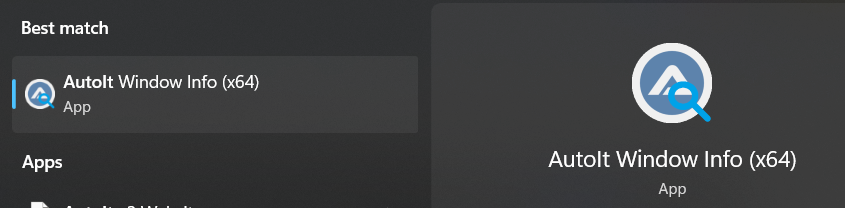 Best match
AutoIt Window Info (x64)
App
Apps
AutoIt Window Info (x64)
App